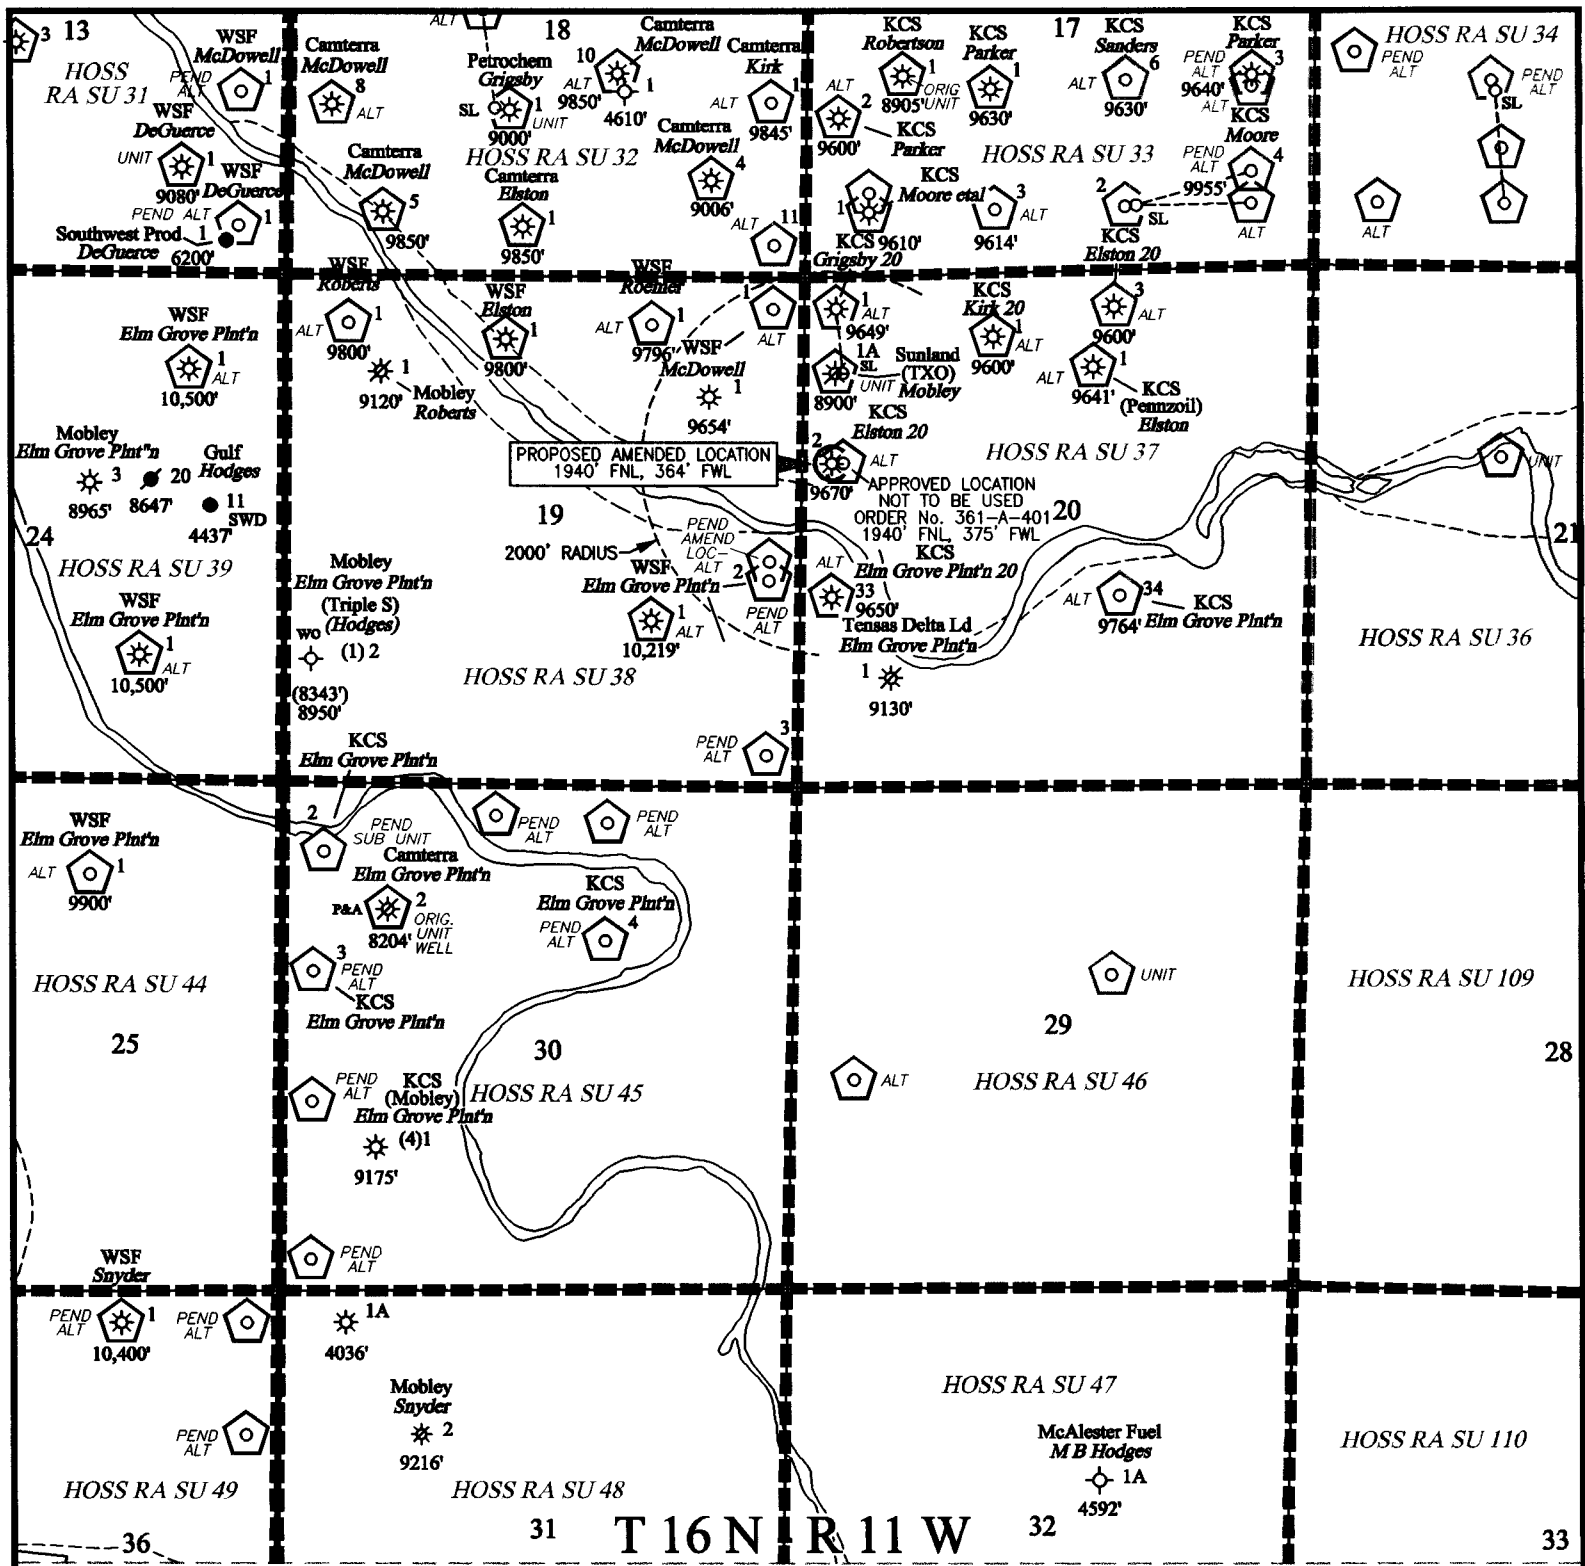 3
13
HOSS
RA SU 31
WSF
McDowell
PEND
ALT
1
WSF
DeGuerce
UNIT
1
9080'
WSF
DeGuerce
PEND ALT
1
Southwest Prod
DeGuerce
1
6200'
18
ALT
Camterra
McDowell
8
ALT
Petrochem
Grigsby
SL
1
9000'
UNIT
10
ALT
9850'
Camterra
McDowell
1
4610'
Camterra
Kirk
1
ALT
9845'
HOSS RA SU 32
Camterra
McDowell
5
9850'
Camterra
Elston
1
9850'
Camterra
McDowell
4
9006'
ALT
11
17
KCS
Robertson
1
8905'
ORIG
UNIT
ALT
2
9600'
KCS
Parker
KCS
Parker
1
9630'
KCS
Sanders
6
ALT
9630'
KCS
Parker
PEND
ALT
3
9640'
ALT
HOSS RA SU 33
KCS
Moore
PEND
ALT
4
9955'
ALT
KCS
Moore etal
1
9610'
3
ALT
9614'
2
SL
HOSS RA SU 34
PEND
ALT
PEND
ALT
SL
ALT
WSF
Elm Grove Plnt'n
1
ALT
10,500'
Mobley
Elm Grove Plnt"n
3
8965'
20
8647'
Gulf
Hodges
11
SWD
4437'
24
HOSS RA SU 39
WSF
Elm Grove Plnt'n
1
ALT
10,500'
WSF
Roberts
ALT
1
9800'
1
9120'
Mobley
Roberts
WSF
Elston
1
9800'
WSF
Roemer
ALT
1
9796'
1
ALT
WSF
McDowell
1
9654'
PROPOSED AMENDED LOCATION
1940' FNL, 364' FWL
19
2000' RADIUS
PEND
AMEND
LOC-
ALT
WSF
Elm Grove Plnt'n
2
PEND
ALT
1
ALT
10,219'
Mobley
Elm Grove Plnt'n
(Triple S)
(Hodges)
WO
(1) 2
(8343')
8950'
HOSS RA SU 38
PEND
ALT
3
KCS
Grigsby 20
1
ALT
9649'
1A
SL
UNIT
8900'
Sunland
(TXO)
Mobley
KCS
Kirk 20
1
ALT
9600'
KCS
Elston 20
3
ALT
9600'
ALT
1
9641'
KCS
(Pennzoil)
Elston
KCS
Elston 20
2
ALT
9670'
HOSS RA SU 37
APPROVED LOCATION
NOT TO BE USED
ORDER No. 361-A-401
1940' FNL, 375' FWL
20
KCS
Elm Grove Plnt'n 20
ALT
33
9650'
Tensas Delta Ld
Elm Grove Plnt'n
1
9130'
ALT
34
9764'
KCS
Elm Grove Plnt'n
UNIT
21
HOSS RA SU 36
WSF
Elm Grove Plnt'n
ALT
1
9900'
HOSS RA SU 44
25
KCS
Elm Grove Plnt'n
2
PEND
SUB UNIT
PEND
ALT
PEND
ALT
Camterra
Elm Grove Plnt'n
P&A
2
8204'
ORIG.
UNIT
WELL
KCS
Elm Grove Plnt'n
PEND
ALT
4
3
PEND
ALT
KCS
Elm Grove Plnt'n
30
HOSS RA SU 45
PEND
ALT
KCS
(Mobley)
Elm Grove Plnt'n
(4)1
9175'
PEND
ALT
UNIT
29
ALT
HOSS RA SU 46
HOSS RA SU 109
28
WSF
Snyder
PEND
ALT
1
10,400'
PEND
ALT
PEND
ALT
HOSS RA SU 49
36
1A
4036'
Mobley
Snyder
2
9216'
HOSS RA SU 48
31
HOSS RA SU 47
McAlester Fuel
M B Hodges
1A
4592'
32
HOSS RA SU 110
33
T 16 N R 11 W